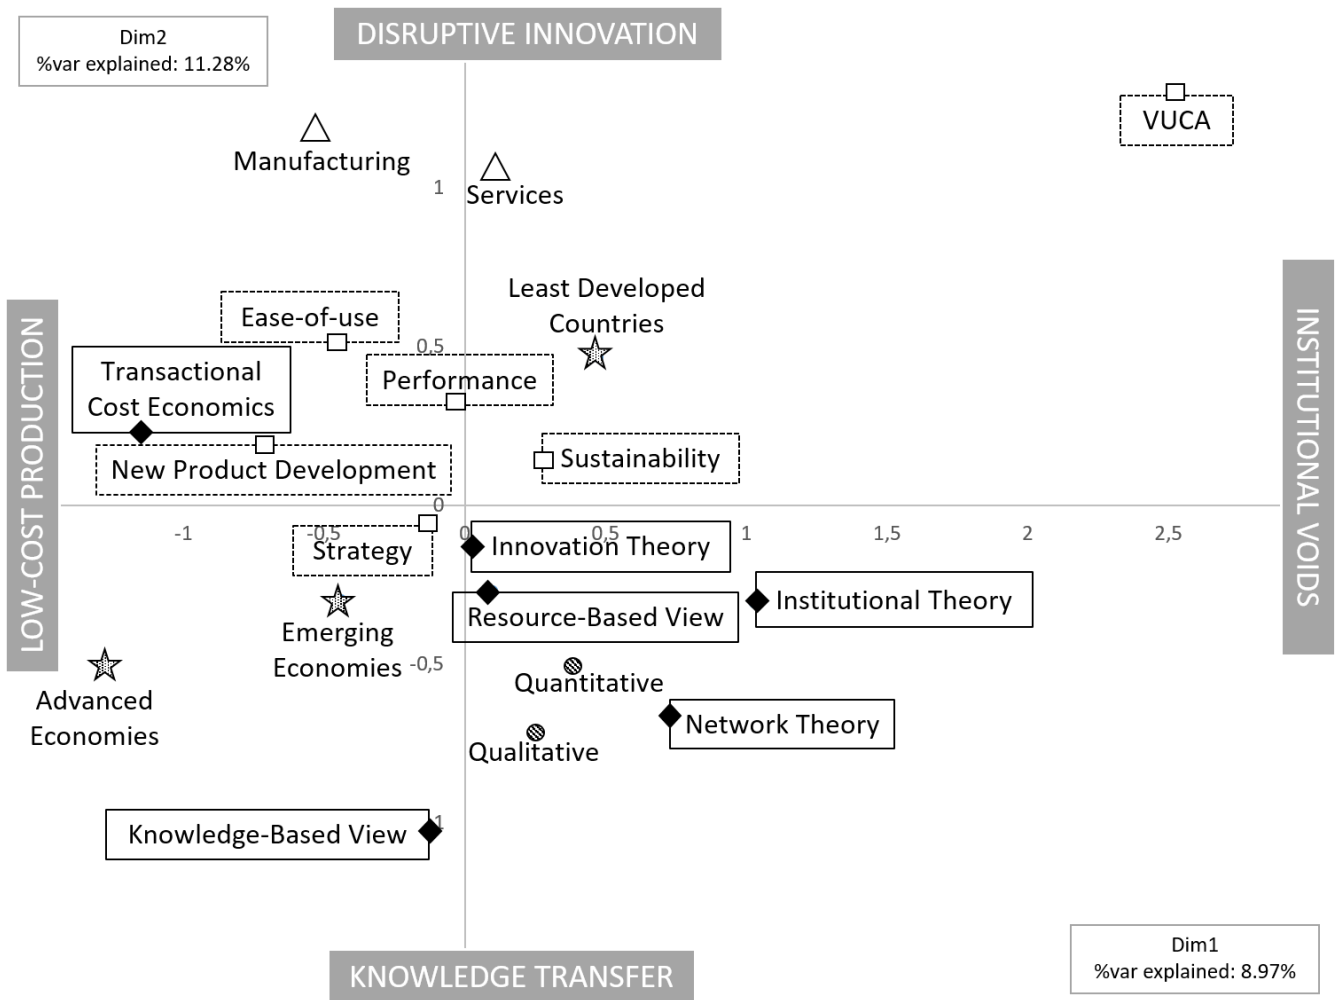 DISRUPTIVE INNOVATION
Dim2
%var explained: 11.28%
VUCA
Manufacturing
1
Services
Least Developed
Countries
Ease-of-use
0,5
Transactional
Cost Economics
Performance
New Product Development
Sustainability
LOW-COST PRODUCTION
INSTITUTIONAL VOIDS
0
-1
-0,5
0
0,5
1
1,5
2
2,5
Strategy
Innovation Theory
Institutional Theory
Resource-Based View
Emerging
Economies
-0,5
Advanced
Economies
Quantitative
Network Theory
Qualitative
Knowledge-Based View
1
Dim1
%var explained: 8.97%
KNOWLEDGE TRANSFER